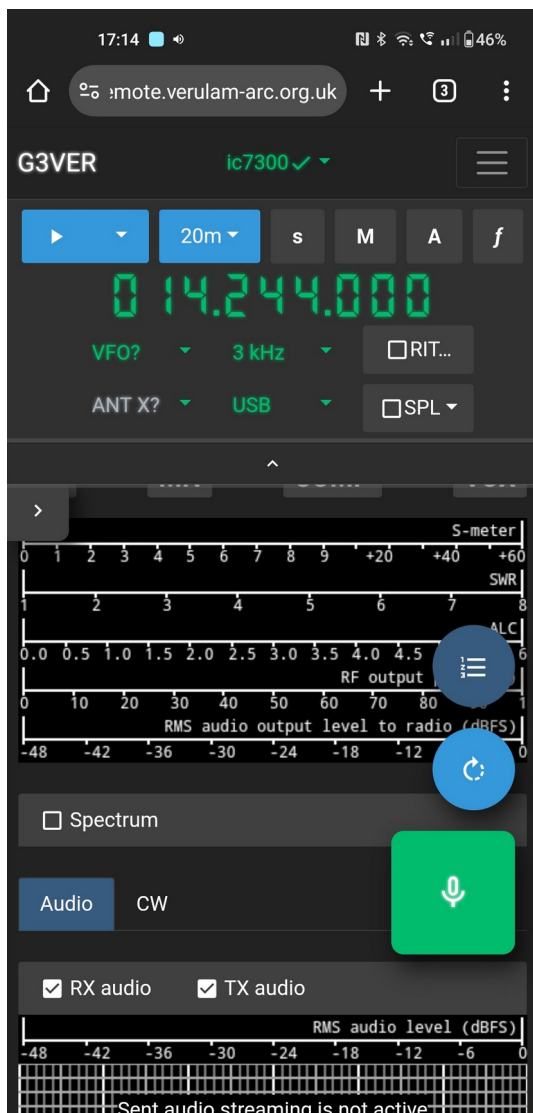 17:14 46%
emote.verulam-arc.org.uk 3
G3VER ic7300
20m s M A f
014.244.000
VFO? 3 kHz RIT...
ANT X? USB SPL
S-meter
0 1 2 3 4 5 6 7 8 9 +20 +40 +60
SWR
1 2 3 4 5 6 7 8
ALC
0.0 0.5 1.0 1.5 2.0 2.5 3.0 3.5 4.0 4.5 6
RF output
0 10 20 30 40 50 60 70 80 1
RMS audio output level to radio (dBFS)
-48 -42 -36 -30 -24 -18 -12 0
Spectrum
Audio CW
RX audio TX audio
RMS audio level (dBFS)
-48 -42 -36 -30 -24 -18 -12 -6 0
Sent audio streaming is not active